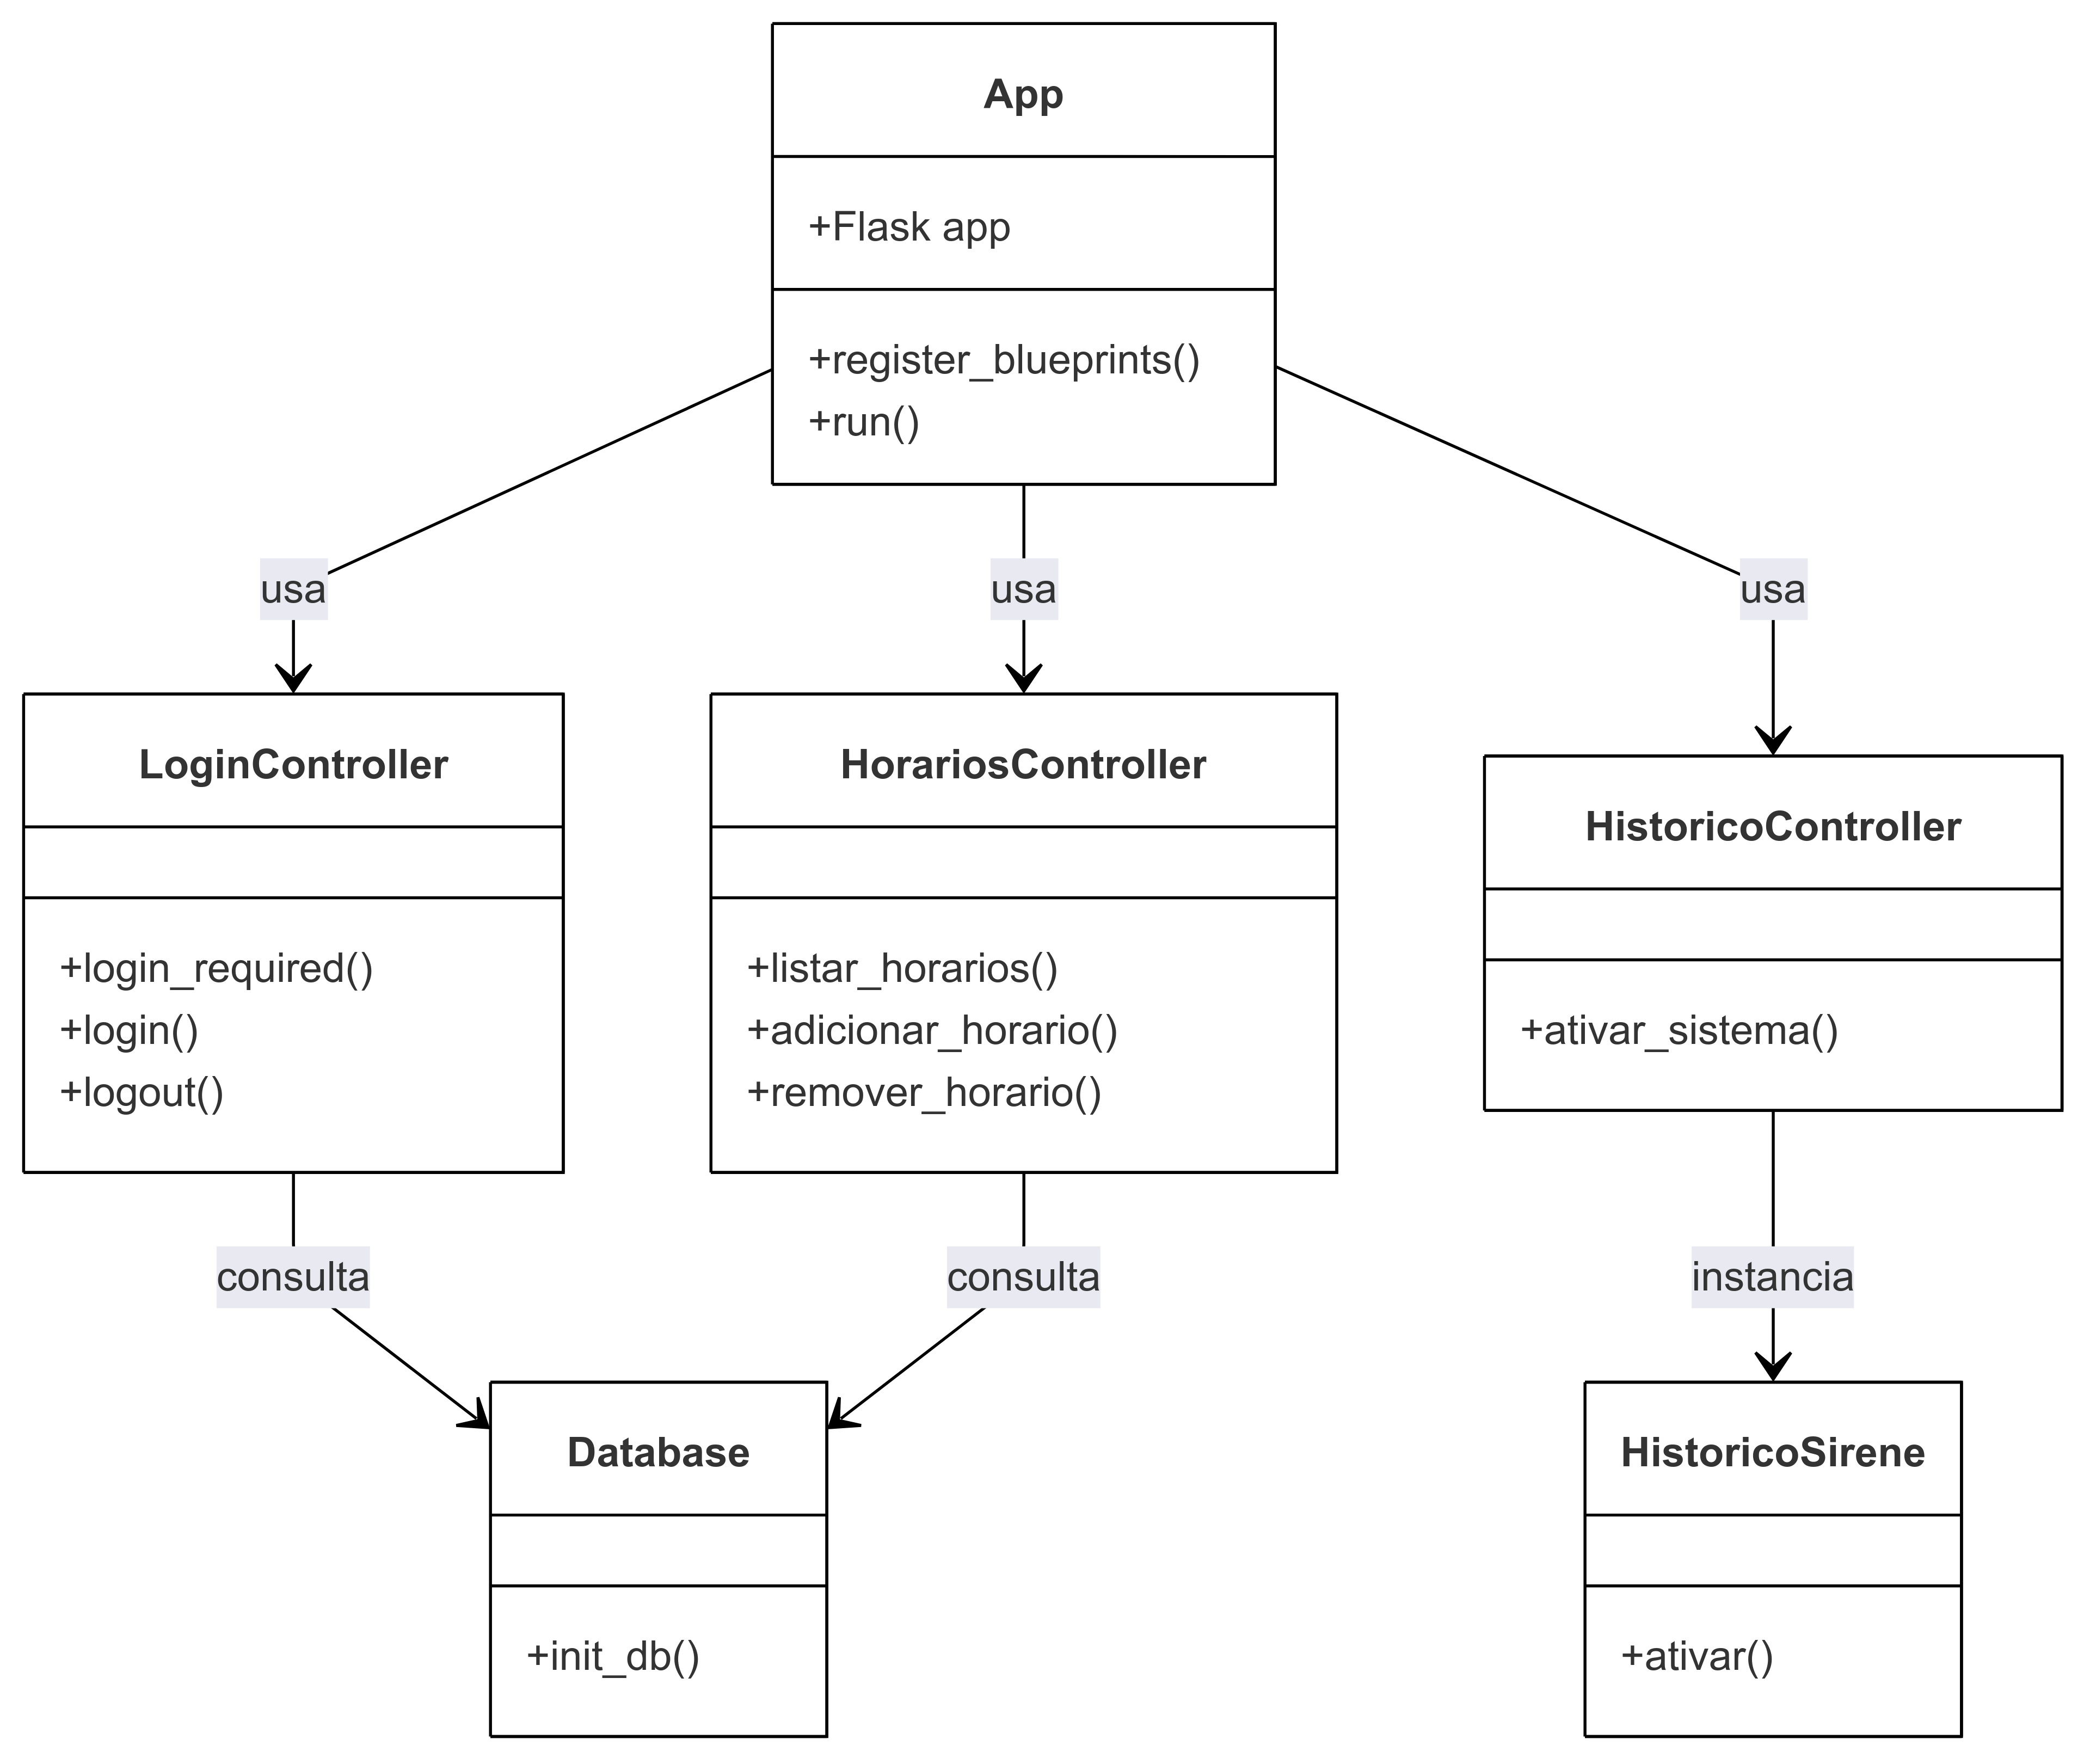 App
+Flask app
+register_blueprints()
+run()
usa
usa
usa
LoginController
+login_required()
+login()
+logout()
HorariosController
+listar_horarios()
+adicionar_horario()
+remover_horario()
HistoricoController
+ativar_sistema()
consulta
consulta
instancia
Database
+init_db()
HistoricoSirene
+ativar()